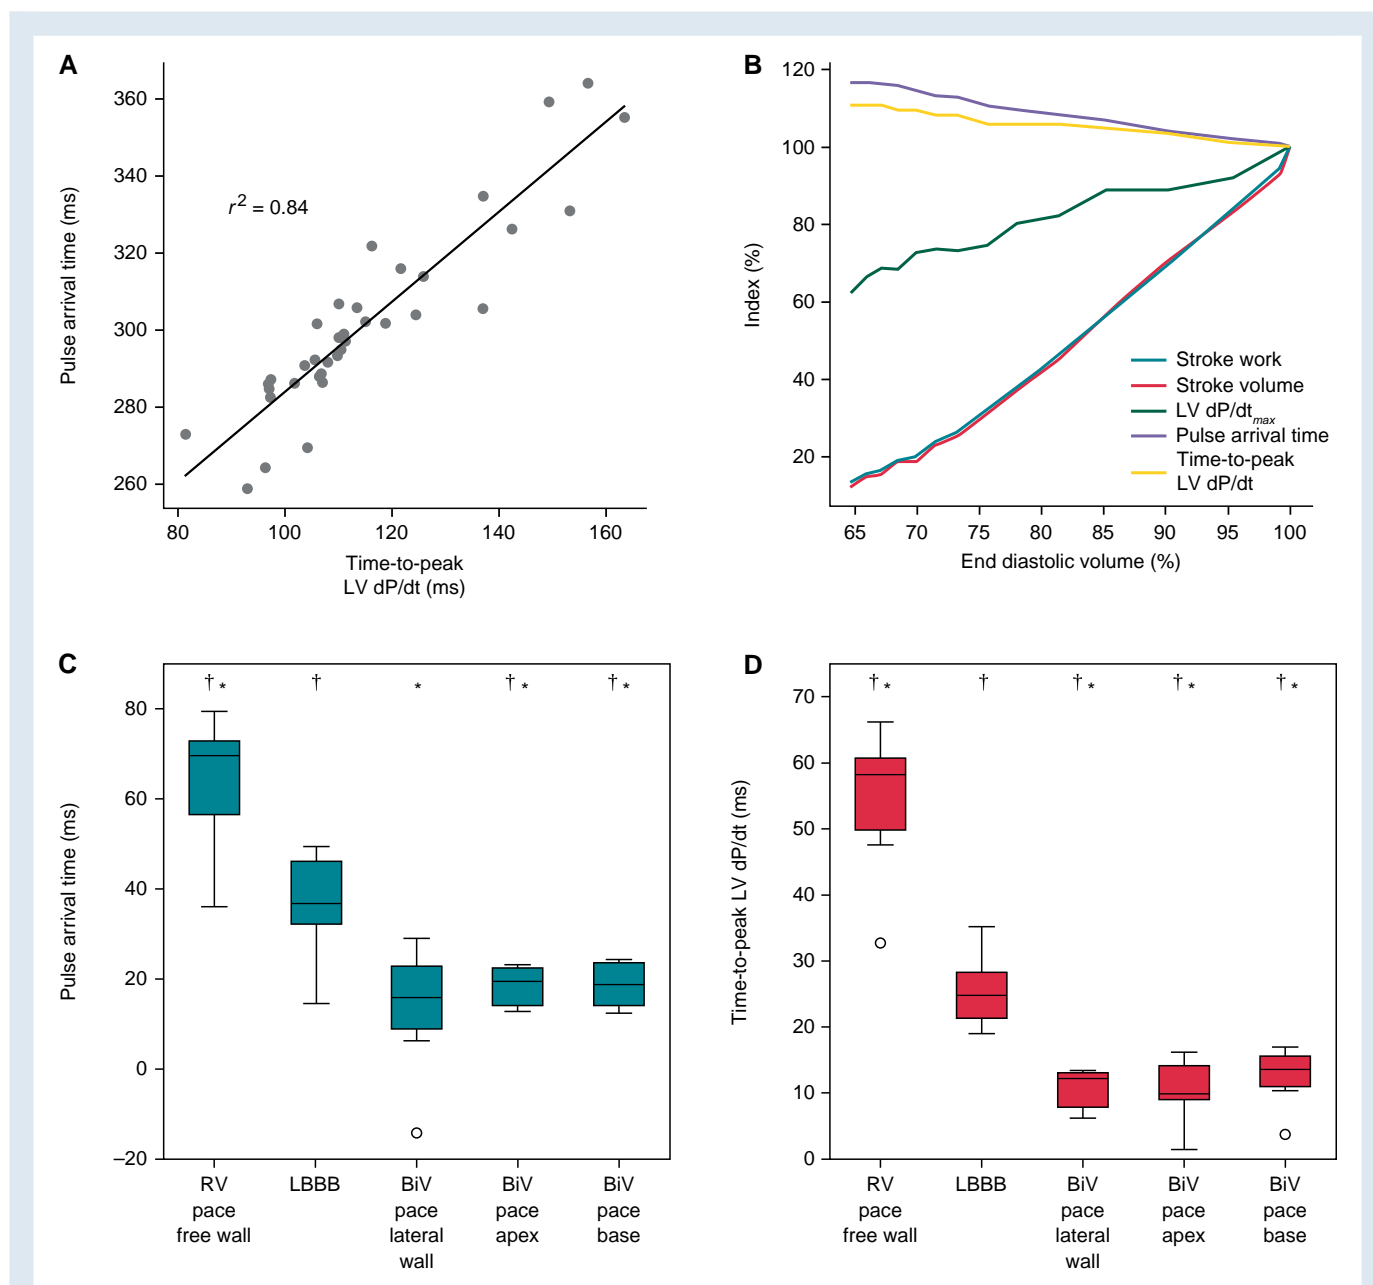 A
360
340
320
300
280
260
r² = 0.84
Pulse arrival time (ms)
80 100 120 140 160
Time-to-peak
LV dP/dt (ms)
B
120
100
80
60
40
20
Index (%)
Stroke work
Stroke volume
LV dP/dtmax
Pulse arrival time
Time-to-peak
LV dP/dt
65 70 75 80 85 90 95 100
End diastolic volume (%)
C
† * † * † * † *
80
60
40
20
0
–20
Pulse arrival time (ms)
RV LBBB BiV BiV BiV
pace pace pace pace
free wall lateral apex base
wall
D
† * † † * † * † *
70
60
50
40
30
20
10
0
Time-to-peak LV dP/dt (ms)
RV LBBB BiV BiV BiV
pace pace pace pace
free wall lateral apex base
wall